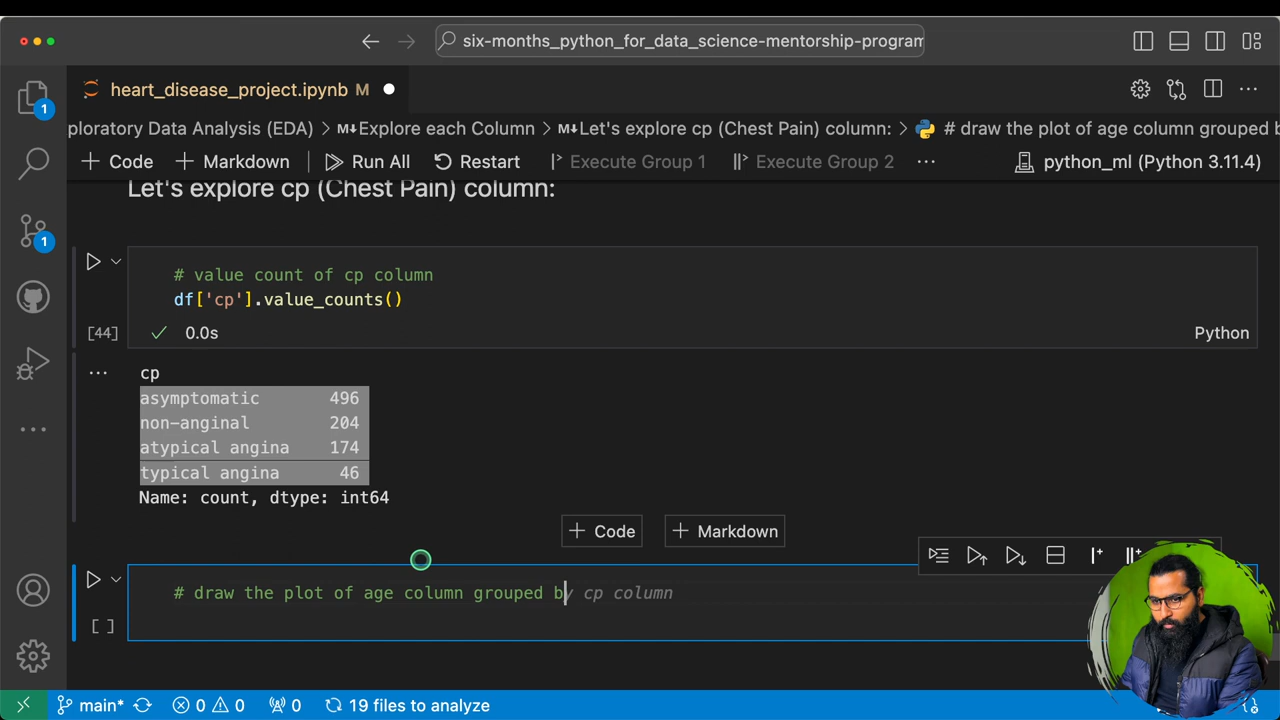 six-months_python_for_data_science-mentorship-program
heart_disease_project.ipynb M
ploratory Data Analysis (EDA) > M↓Explore each Column > M↓Let's explore cp (Chest Pain) column: > # draw the plot of age column grouped b
+ Code + Markdown Run All Restart Execute Group 1 Execute Group 2 ... python_ml (Python 3.11.4)
Let's explore cp (Chest Pain) column:
# value count of cp column
df['cp'].value_counts()
[44] 0.0s Python
cp
asymptomatic 496
non-anginal 204
atypical angina 174
typical angina 46
Name: count, dtype: int64
+ Code + Markdown
# draw the plot of age column grouped by cp column
[ ]
main* 0 0 0 19 files to analyze
1
1